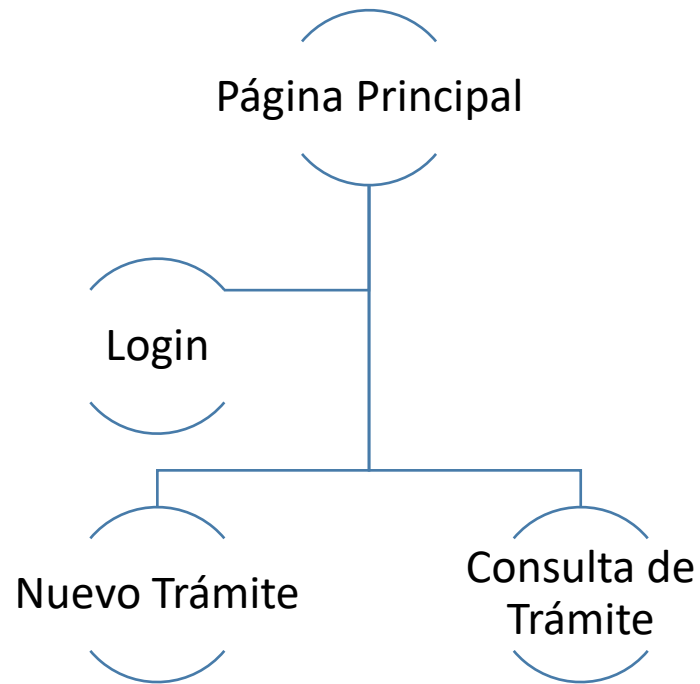 Página Principal
Login
Nuevo Trámite
Consulta de
Trámite